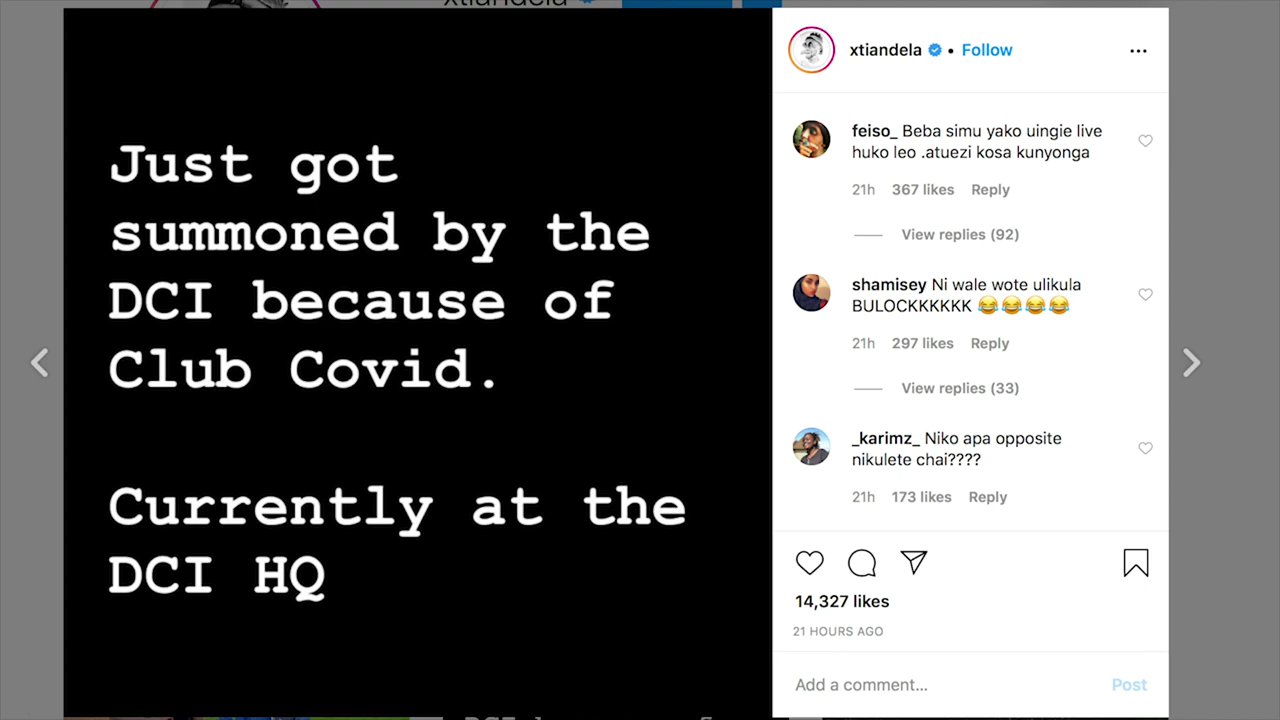 xtiandela
Just got
summoned by the
DCI because of
Club Covid.
Currently at the
DCI HQ
xtiandela • Follow
feiso_ Beba simu yako uingie live
huko leo .atuezi kosa kunyonga
21h 367 likes Reply
View replies (92)
shamisey Ni wale wote ulikula
BULOCKKKKKK 😂😂😂😂
21h 297 likes Reply
View replies (33)
_karimz_ Niko apa opposite
nikulete chai????
21h 173 likes Reply
14,327 likes
21 HOURS AGO
Add a comment... Post